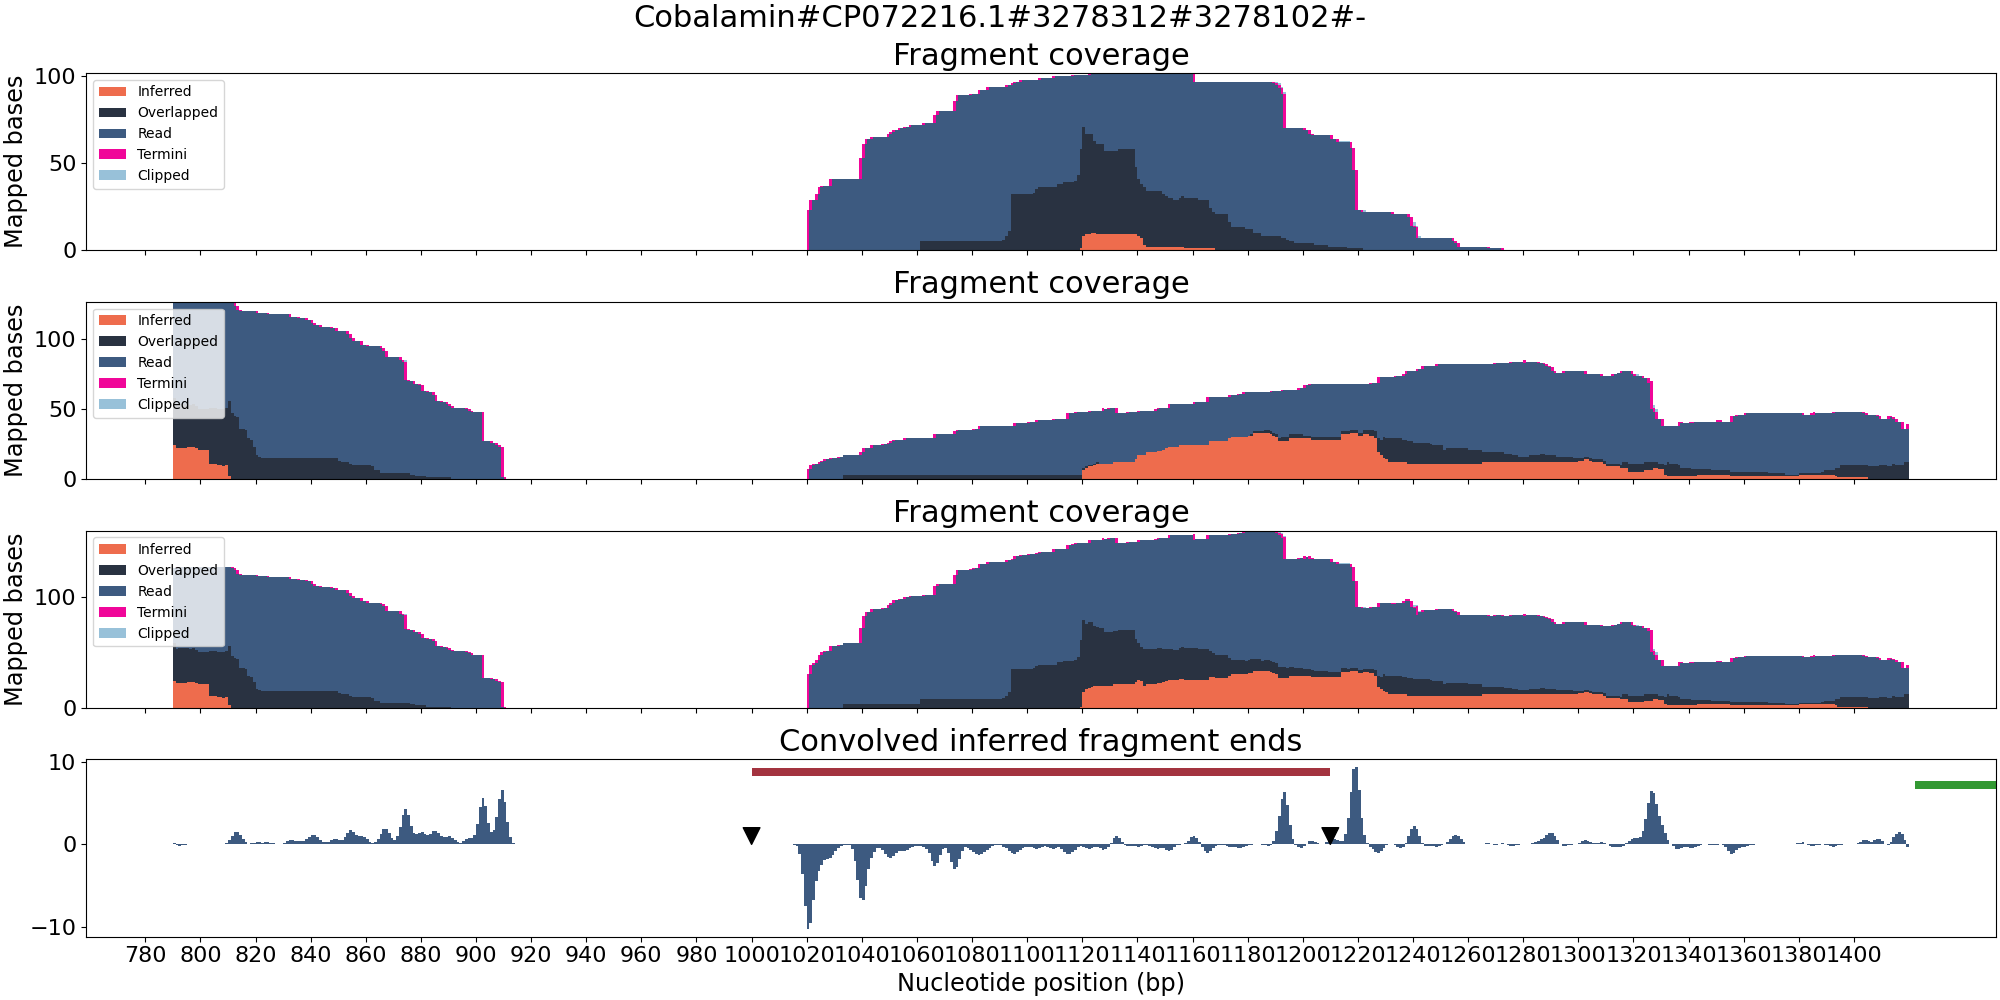 Cobalamin#CP072216.1#3278312#3278102#-
Fragment coverage
Mapped bases
100
50
0
Inferred
Overlapped
Read
Termini
Clipped
Fragment coverage
Mapped bases
100
50
0
Inferred
Overlapped
Read
Termini
Clipped
Fragment coverage
Mapped bases
100
0
Inferred
Overlapped
Read
Termini
Clipped
Convolved inferred fragment ends
10
0
−10
780 800 820 840 860 880 900 920 940 960 980 1000 1020 1040 1060 1080 1100 1120 1140 1160 1180 1200 1220 1240 1260 1280 1300 1320 1340 1360 1380 1400
Nucleotide position (bp)